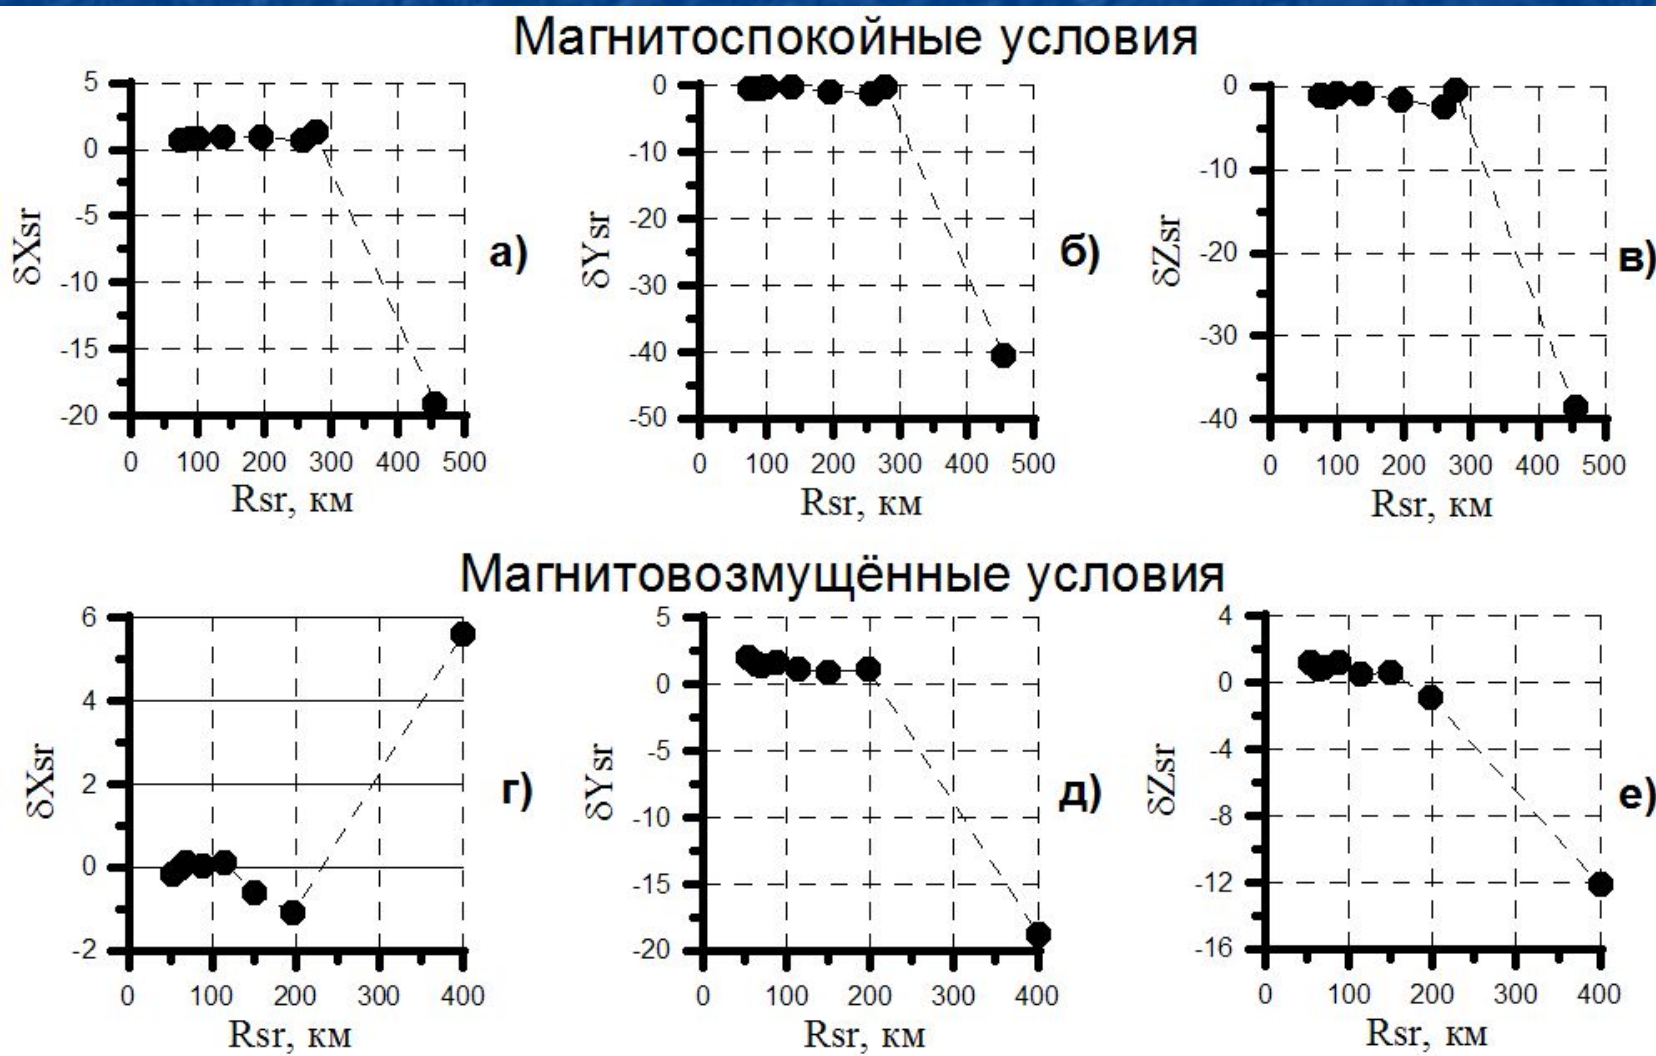 Магнитоспокойные условия
5
0
-5
-10
-15
-20
δXsr
0 100 200 300 400 500
Rsr, км
а)
0
-10
-20
-30
-40
-50
δYsr
0 100 200 300 400 500
Rsr, км
б)
0
-10
-20
-30
-40
δZsr
0 100 200 300 400 500
Rsr, км
в)
Магнитовозмущённые условия
6
4
2
0
-2
δXsr
0 100 200 300 400
Rsr, км
г)
5
0
-5
-10
-15
-20
δYsr
0 100 200 300 400
Rsr, км
д)
4
0
-4
-8
-12
-16
δZsr
0 100 200 300 400
Rsr, км
е)